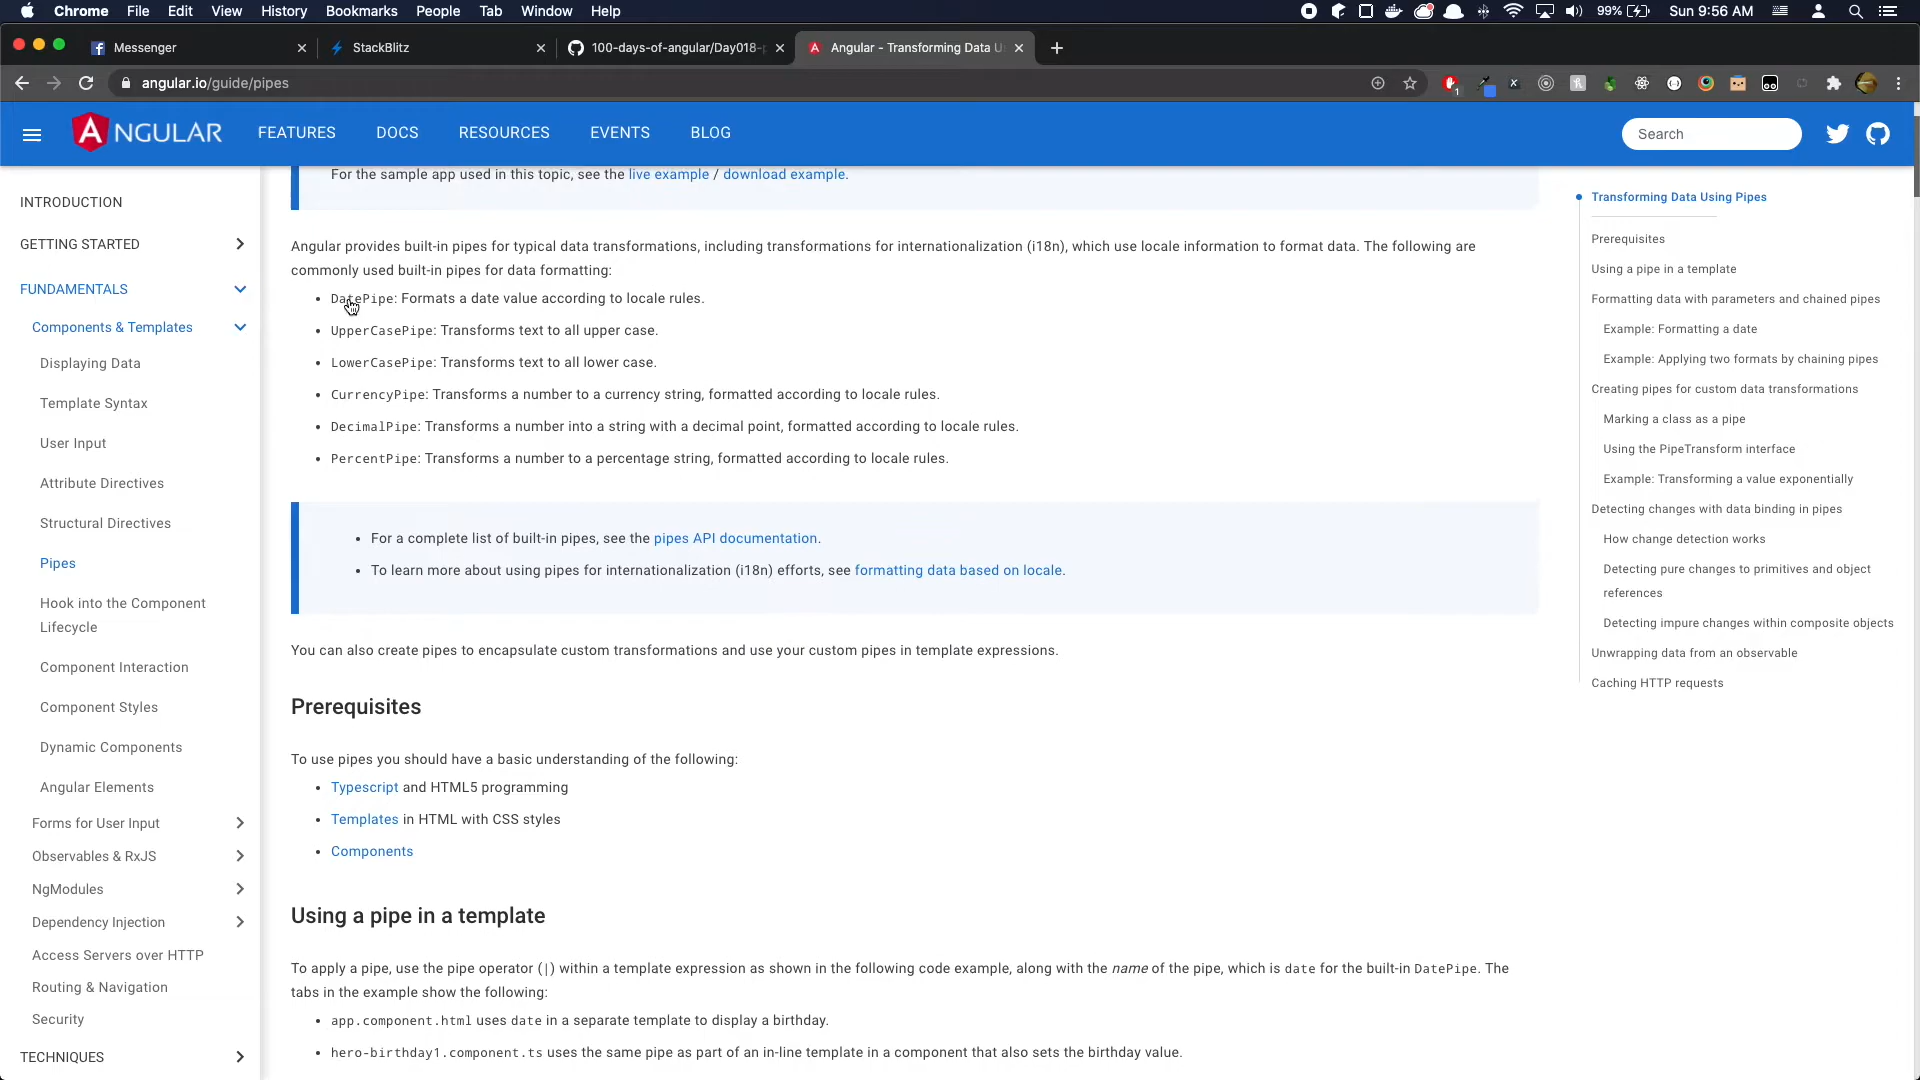 Chrome File Edit View History Bookmarks People Tab Window Help 99% Sun 9:56 AM
Messenger StackBlitz 100-days-of-angular/Day018- Angular - Transforming Data U
angular.io/guide/pipes
1
ANGULAR FEATURES DOCS RESOURCES EVENTS BLOG Search
INTRODUCTION
GETTING STARTED
FUNDAMENTALS
Components & Templates
Displaying Data
Template Syntax
User Input
Attribute Directives
Structural Directives
Pipes
Hook into the Component
Lifecycle
Component Interaction
Component Styles
Dynamic Components
Angular Elements
Forms for User Input
Observables & RxJS
NgModules
Dependency Injection
Access Servers over HTTP
Routing & Navigation
Security
TECHNIQUES
For the sample app used in this topic, see the live example / download example.
Angular provides built-in pipes for typical data transformations, including transformations for internationalization (i18n), which use locale information to format data. The following are
commonly used built-in pipes for data formatting:
• DatePipe: Formats a date value according to locale rules.
• UpperCasePipe: Transforms text to all upper case.
• LowerCasePipe: Transforms text to all lower case.
• CurrencyPipe: Transforms a number to a currency string, formatted according to locale rules.
• DecimalPipe: Transforms a number into a string with a decimal point, formatted according to locale rules.
• PercentPipe: Transforms a number to a percentage string, formatted according to locale rules.
• For a complete list of built-in pipes, see the pipes API documentation.
• To learn more about using pipes for internationalization (i18n) efforts, see formatting data based on locale.
You can also create pipes to encapsulate custom transformations and use your custom pipes in template expressions.
Prerequisites
To use pipes you should have a basic understanding of the following:
• Typescript and HTML5 programming
• Templates in HTML with CSS styles
• Components
Using a pipe in a template
To apply a pipe, use the pipe operator (|) within a template expression as shown in the following code example, along with the name of the pipe, which is date for the built-in DatePipe. The
tabs in the example show the following:
• app.component.html uses date in a separate template to display a birthday.
• hero-birthday1.component.ts uses the same pipe as part of an in-line template in a component that also sets the birthday value.
Transforming Data Using Pipes
Prerequisites
Using a pipe in a template
Formatting data with parameters and chained pipes
Example: Formatting a date
Example: Applying two formats by chaining pipes
Creating pipes for custom data transformations
Marking a class as a pipe
Using the PipeTransform interface
Example: Transforming a value exponentially
Detecting changes with data binding in pipes
How change detection works
Detecting pure changes to primitives and object
references
Detecting impure changes within composite objects
Unwrapping data from an observable
Caching HTTP requests